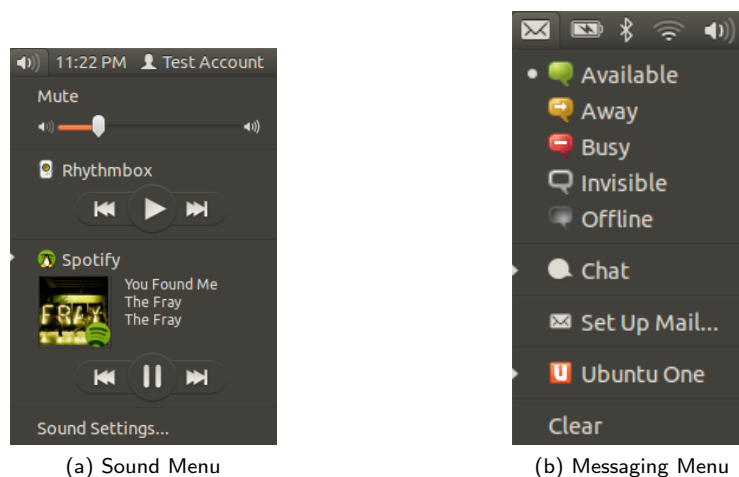 11:22 PM Test Account
Mute
Rhythmbox
Spotify
You Found Me
The Fray
The Fray
FRAY
Sound Settings...
(a) Sound Menu
Available
Away
Busy
Invisible
Offline
Chat
Set Up Mail...
Ubuntu One
Clear
(b) Messaging Menu